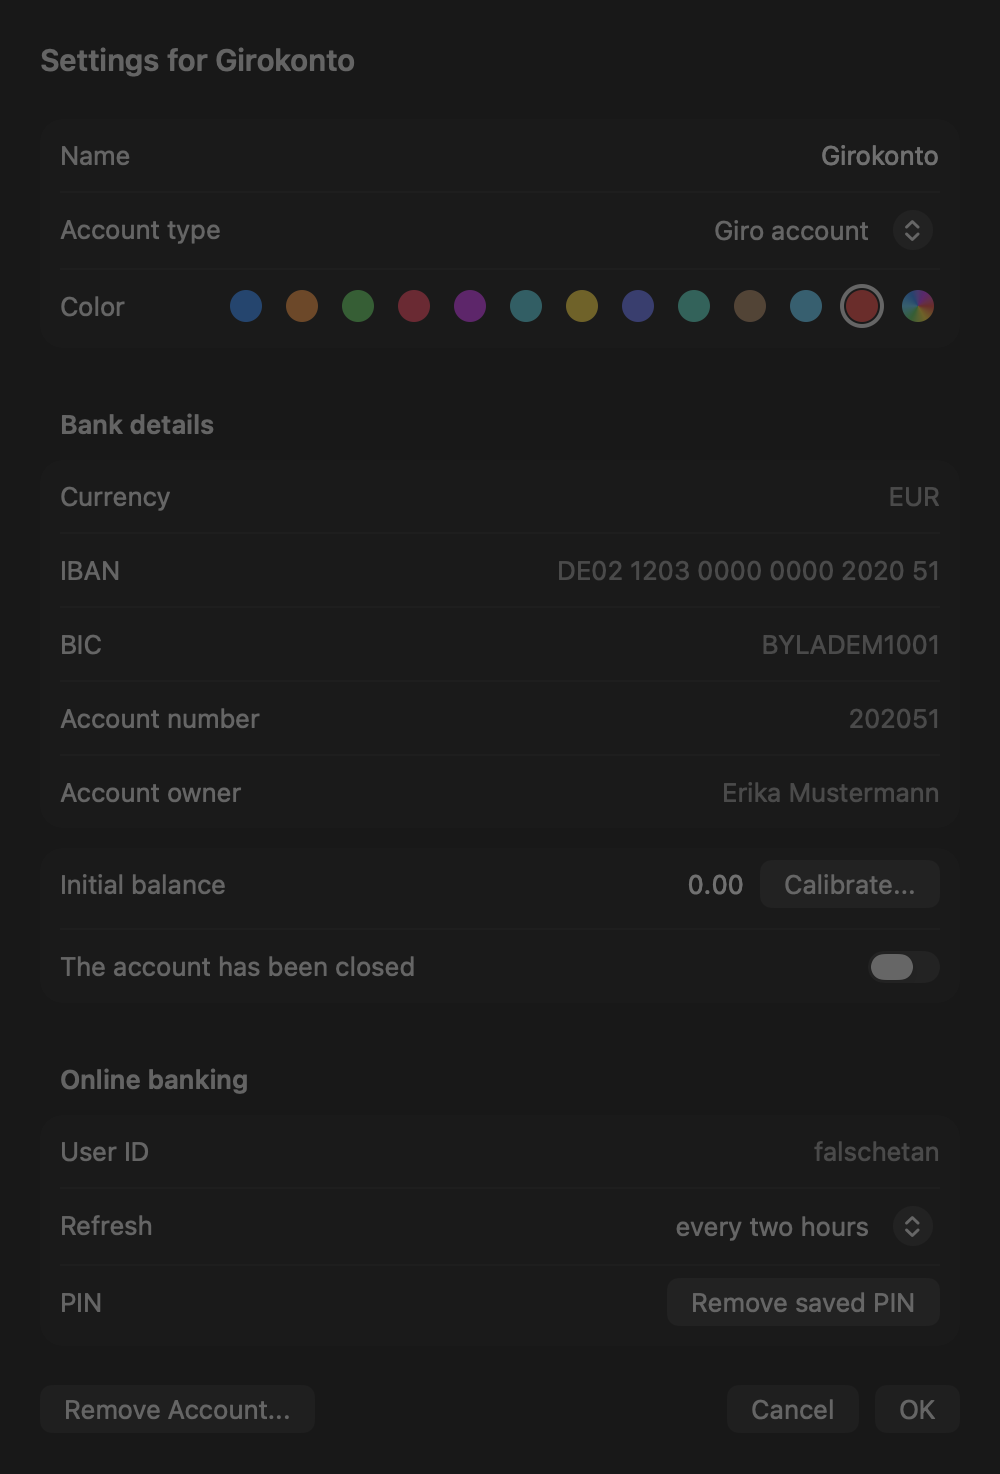 Settings for Girokonto
Name Girokonto
Account type Giro account
Color
Bank details
Currency EUR
IBAN DE02 1203 0000 0000 2020 51
BIC BYLADEM1001
Account number 202051
Account owner Erika Mustermann
Initial balance 0.00 Calibrate...
The account has been closed
Online banking
User ID falschetan
Refresh every two hours
PIN Remove saved PIN
Remove Account... Cancel OK